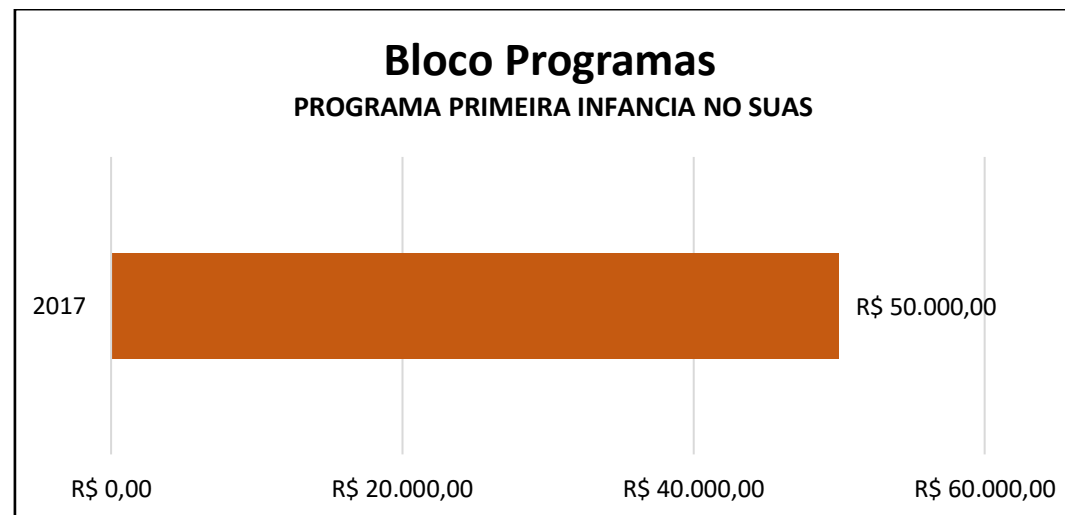 Bloco Programas
PROGRAMA PRIMEIRA INFANCIA NO SUAS
2017
R$ 50.000,00
R$ 0,00
R$ 20.000,00
R$ 40.000,00
R$ 60.000,00